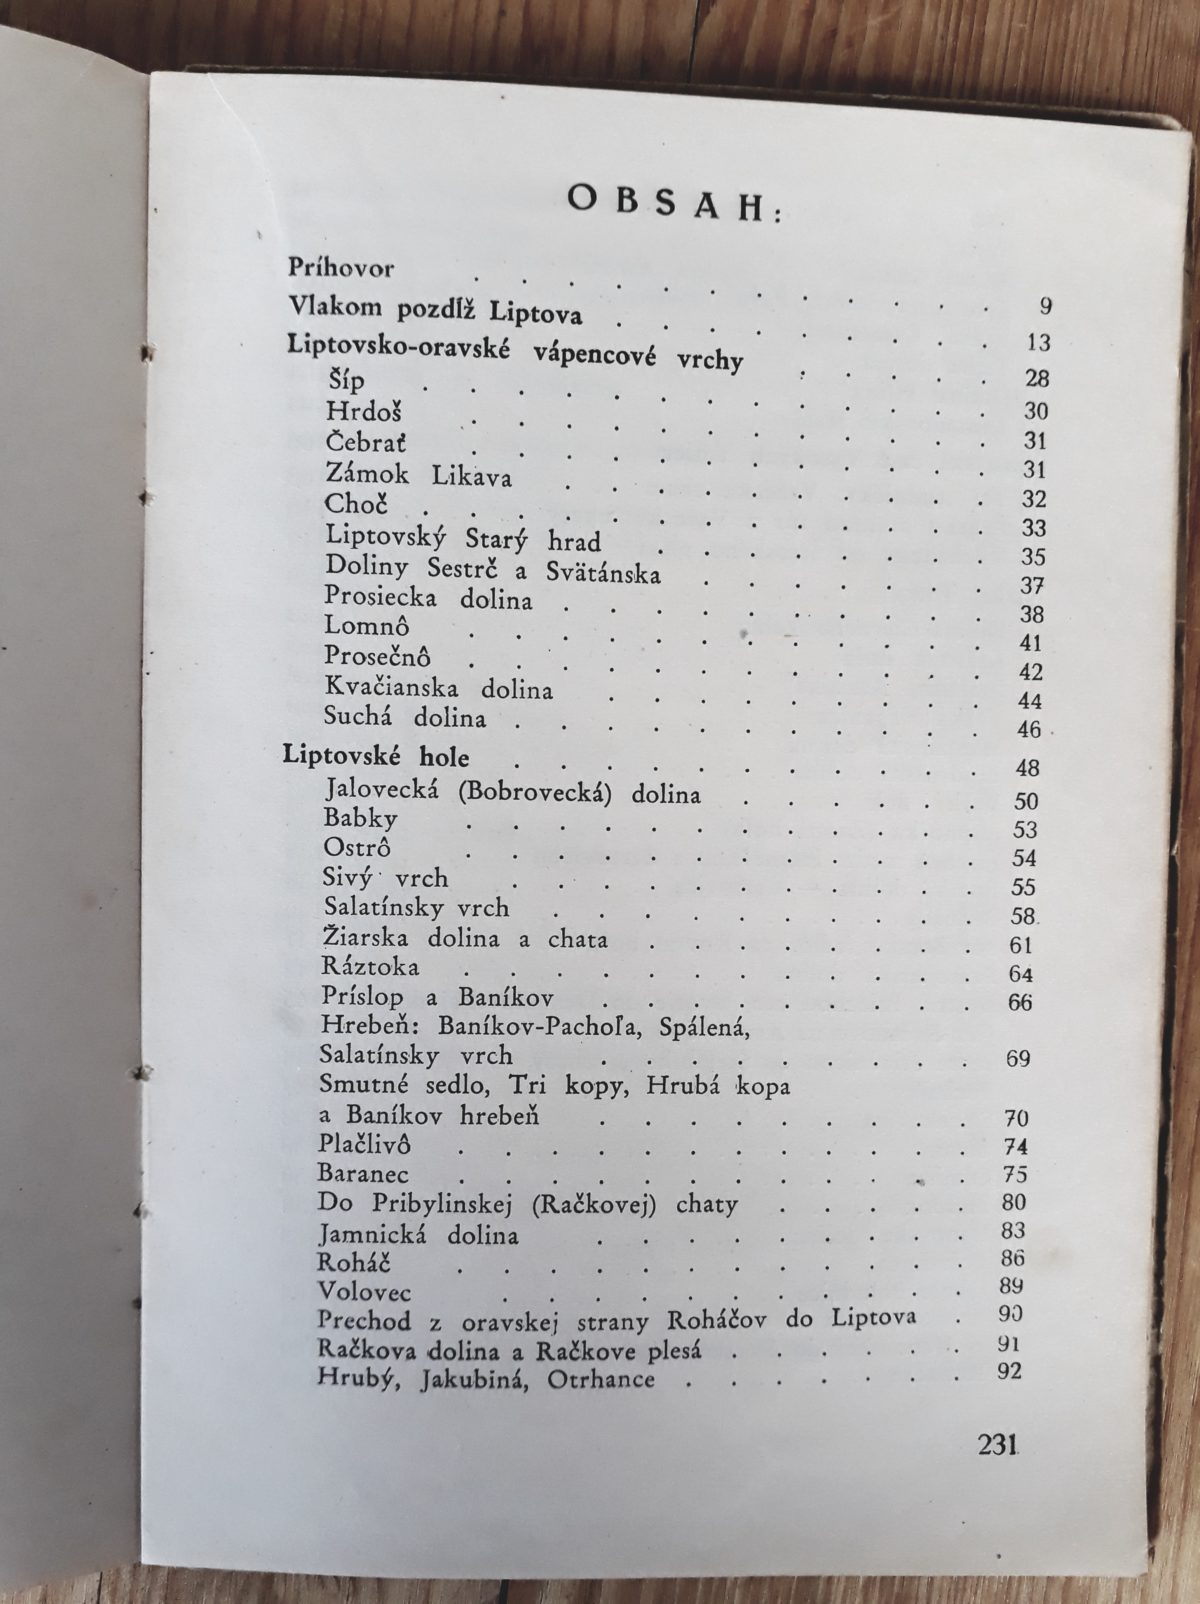 OBSAH:
Príhovor . . . . . . . . . . . . 9
Vlakom pozdĺž Liptova . . . . . . . . . 13
Liptovsko-oravské vápencové vrchy . . . . . 28
Šíp . . . . . . . . . . . . . 30
Hrdoš . . . . . . . . . . . . 31
Čebrať . . . . . . . . . . . . 31
Zámok Likava . . . . . . . . . . 32
Choč . . . . . . . . . . . . . 33
Liptovský Starý hrad . . . . . . . . 35
Doliny Sestrč a Svätánska . . . . . . . 37
Prosiecka dolina . . . . . . . . . . 38
Lomnô . . . . . . . . . . . . 41
Prosečnô . . . . . . . . . . . . 42
Kvačianska dolina . . . . . . . . . 44
Suchá dolina . . . . . . . . . . . 46
Liptovské hole . . . . . . . . . . . 48
Jalovecká (Bobrovecká) dolina . . . . . . 50
Babky . . . . . . . . . . . . 53
Ostrô . . . . . . . . . . . . 54
Sivý vrch . . . . . . . . . . . 55
Salatínsky vrch . . . . . . . . . . 58
Žiarska dolina a chata . . . . . . . . 61
Ráztoka . . . . . . . . . . . . 64
Príslop a Baníkov . . . . . . . . . 66
Hrebeň: Baníkov-Pachoľa, Spálená,
Salatínsky vrch . . . . . . . . . 69
Smutné sedlo, Tri kopy, Hrubá kopa
a Baníkov hrebeň . . . . . . . . . 70
Plačlivô . . . . . . . . . . . . 74
Baranec . . . . . . . . . . . . 75
Do Pribylinskej (Račkovej) chaty . . . . . 80
Jamnická dolina . . . . . . . . . 83
Roháč . . . . . . . . . . . . 86
Volovec . . . . . . . . . . . 89
Prechod z oravskej strany Roháčov do Liptova . 90
Račkova dolina a Račkove plesá . . . . . . 91
Hrubý, Jakubiná, Otrhance . . . . . . . 92
231